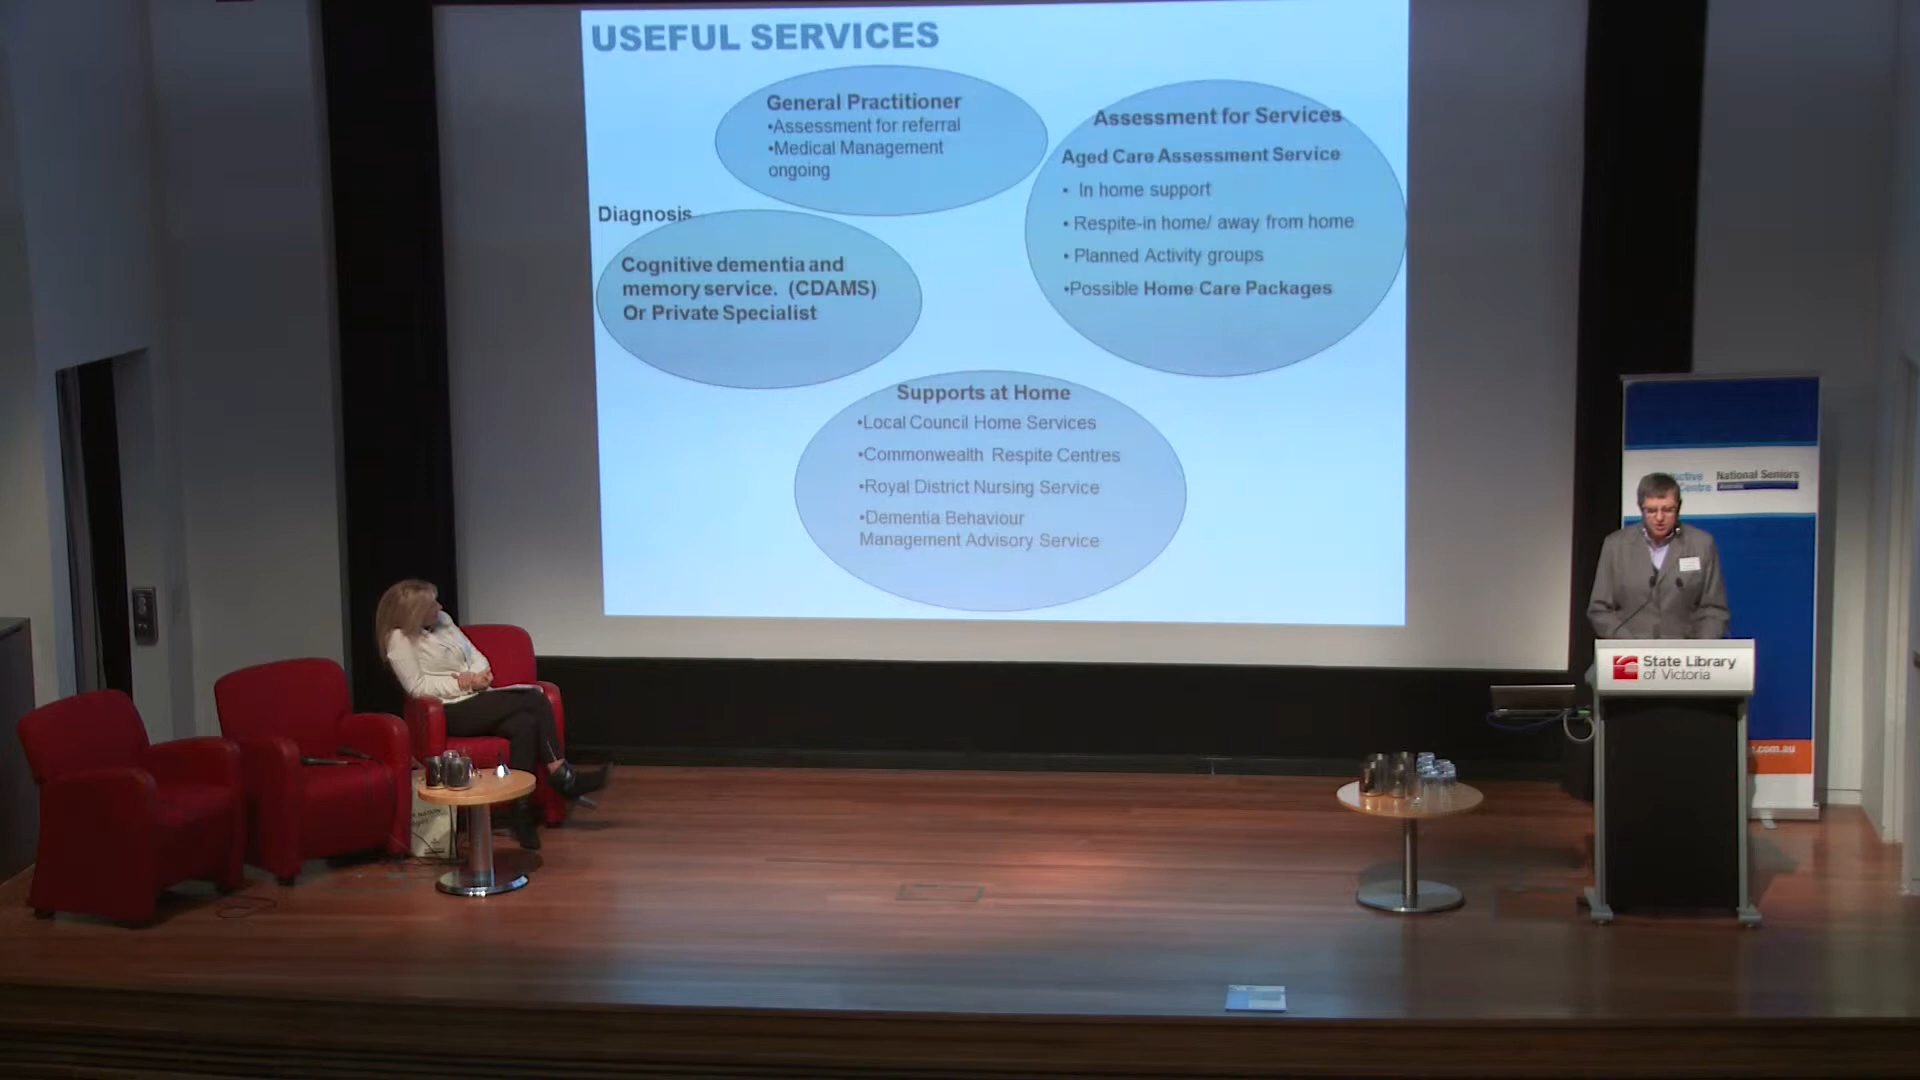 USEFUL SERVICES
General Practitioner
•Assessment for referral
•Medical Management
ongoing
Diagnosis
Cognitive dementia and
memory service. (CDAMS)
Or Private Specialist
Assessment for Services
Aged Care Assessment Service
• In home support
• Respite-in home/ away from home
• Planned Activity groups
•Possible Home Care Packages
Supports at Home
•Local Council Home Services
•Commonwealth Respite Centres
•Royal District Nursing Service
•Dementia Behaviour
Management Advisory Service
National Seniors
Centre
State Library
of Victoria
.com.au